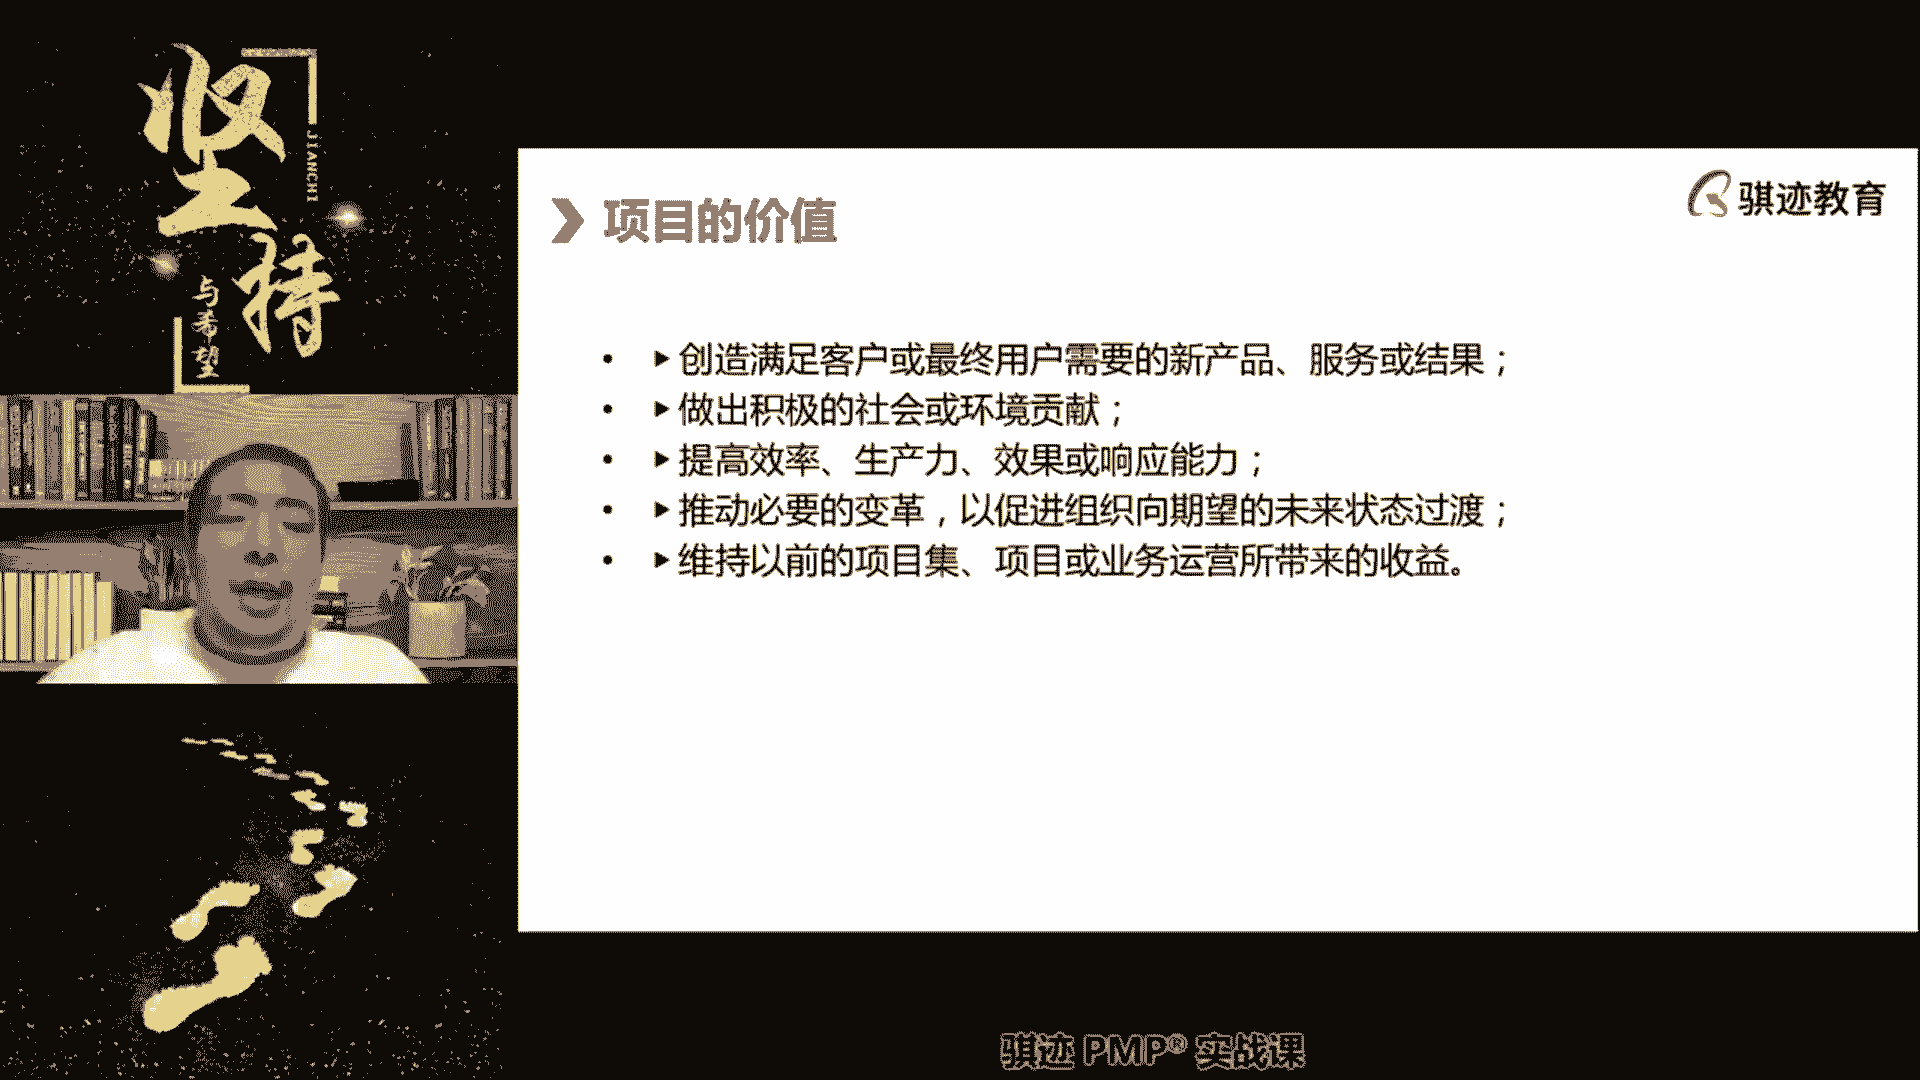 坚持
JIANCHI
与希望
项目的价值
骐迹教育
• ▶创造满足客户或最终用户需要的新产品、服务或结果；
• ▶做出积极的社会或环境贡献；
• ▶提高效率、生产力、效果或响应能力；
• ▶推动必要的变革，以促进组织向期望的未来状态过渡；
• ▶维持以前的项目集、项目或业务运营所带来的收益。
骐迹 PMP® 实战课